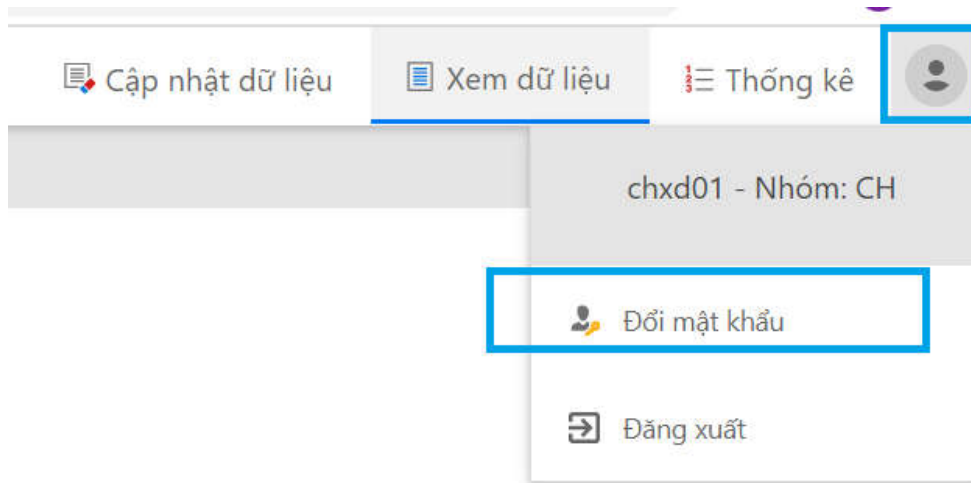 Cập nhật dữ liệu Xem dữ liệu Thống kê
chxd01 - Nhóm: CH
Đổi mật khẩu
Đăng xuất